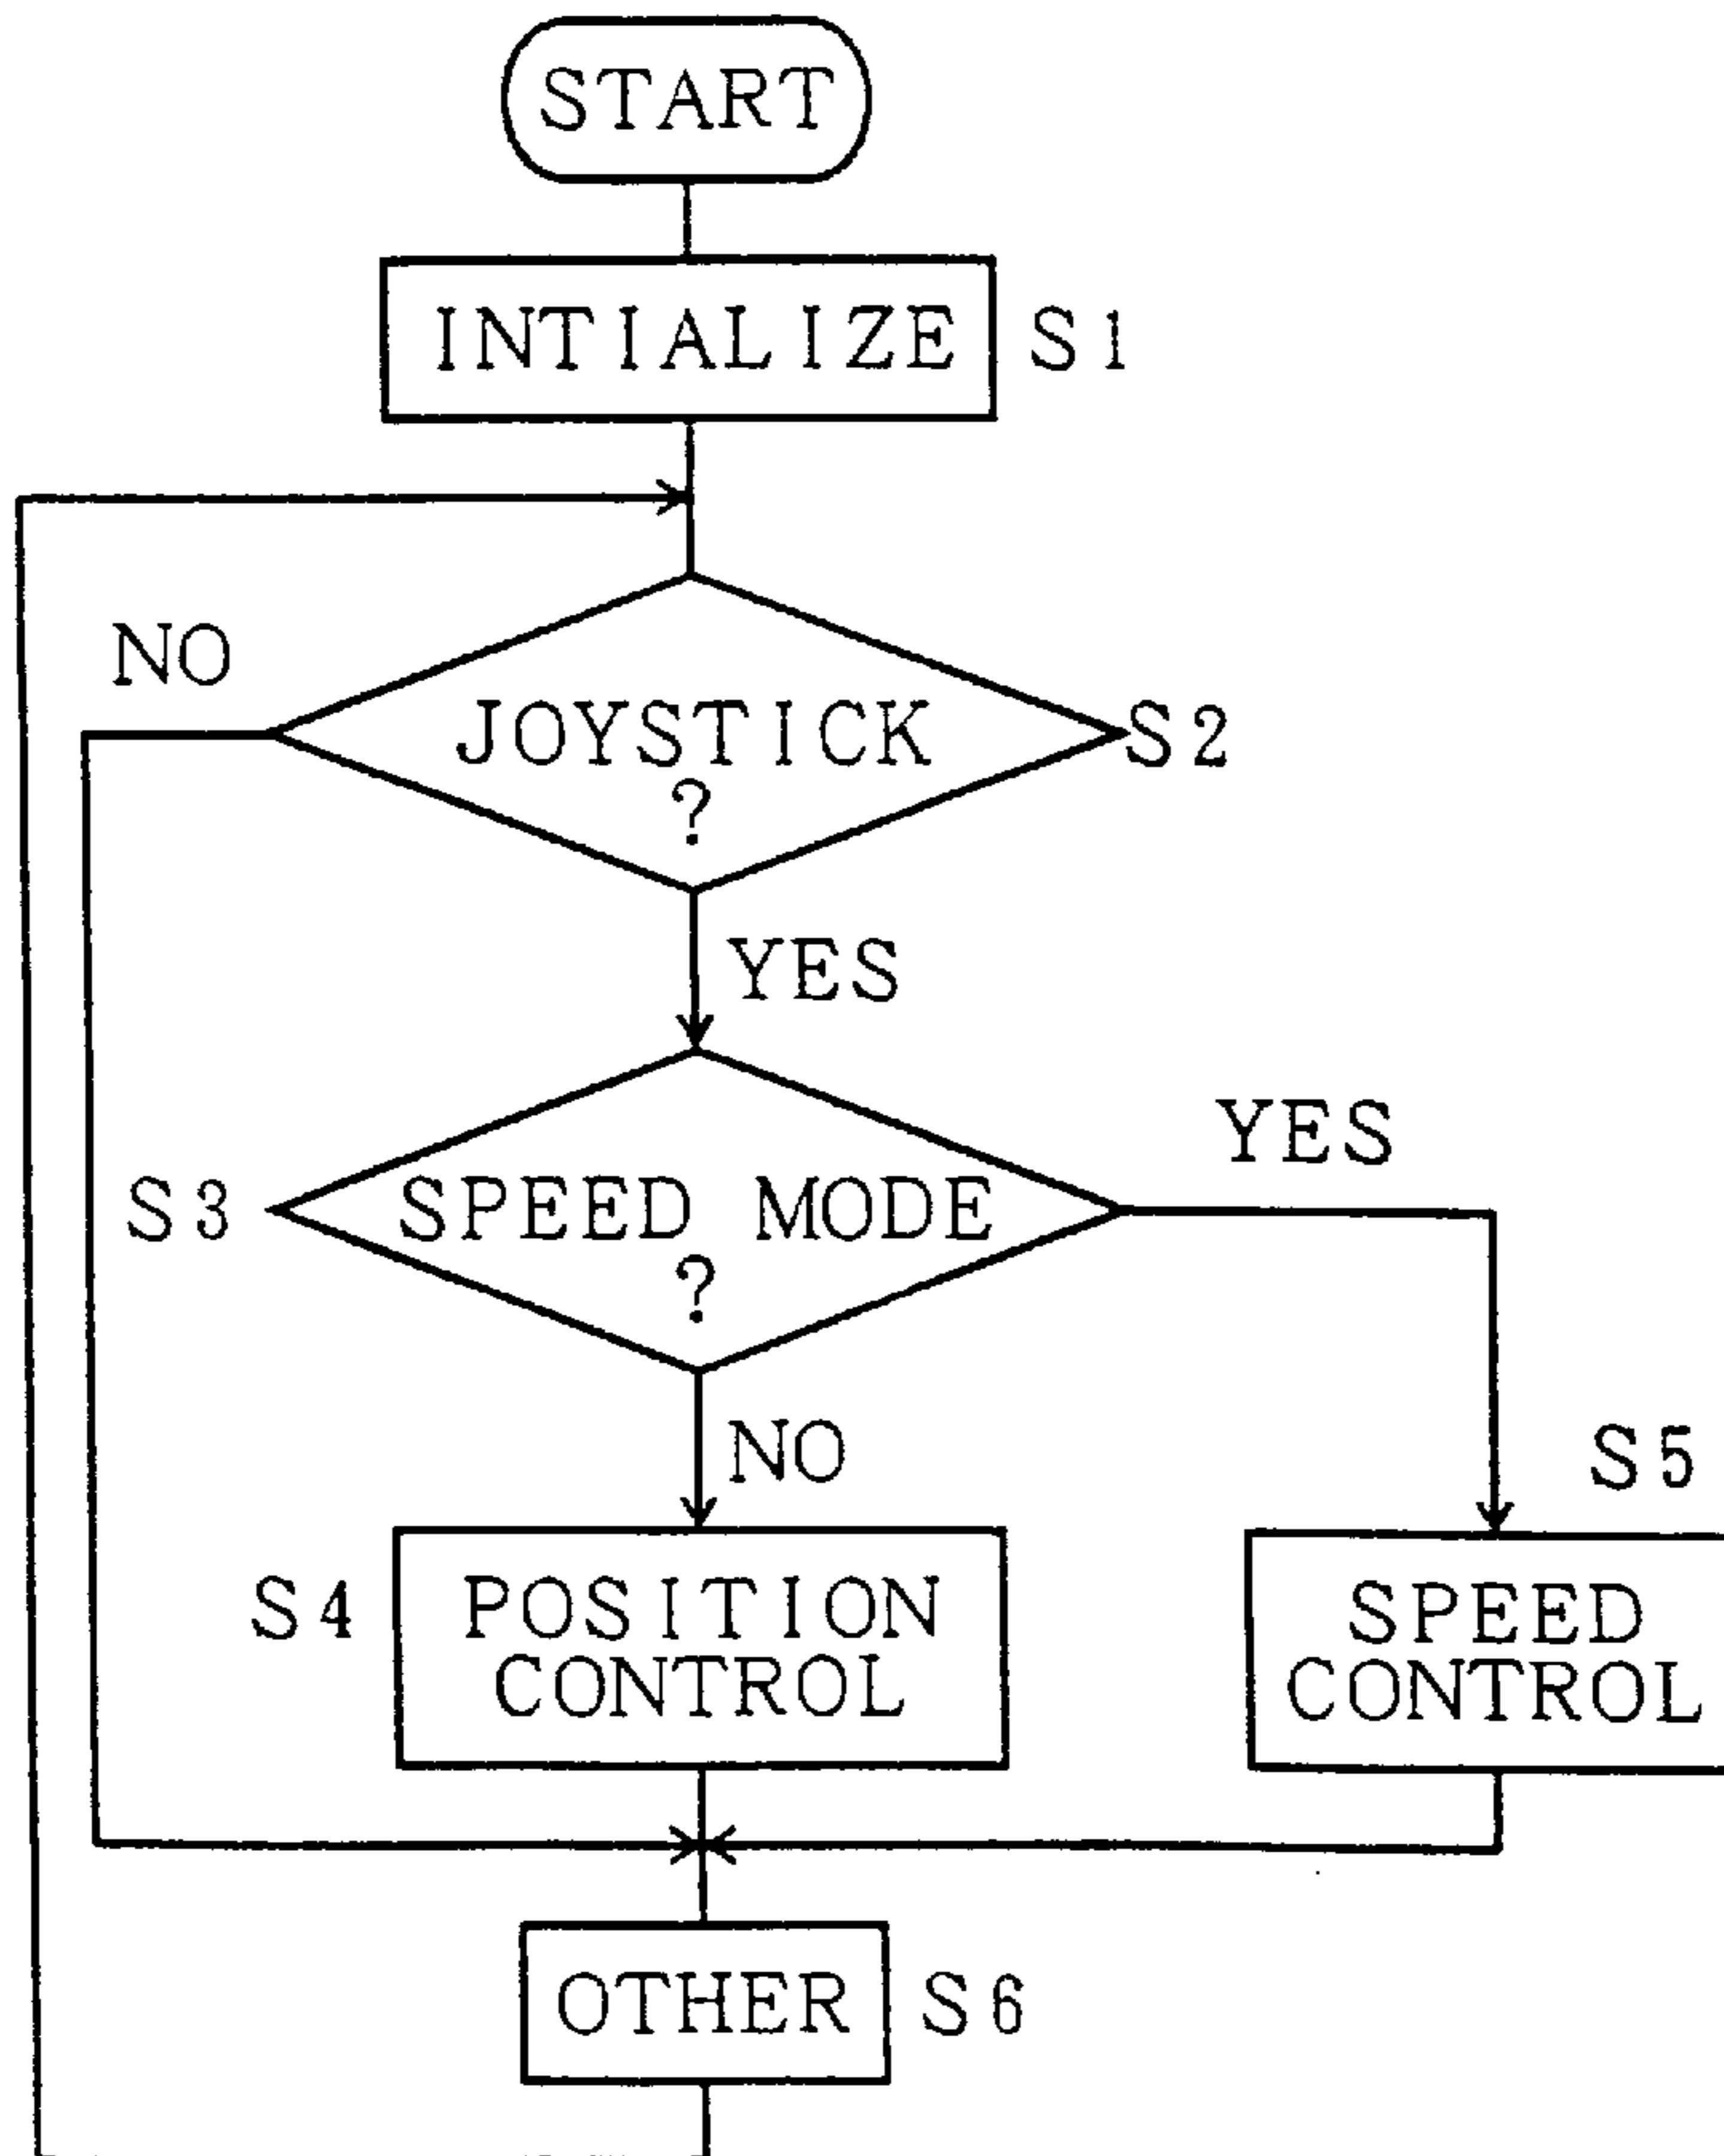 START
INTIALIZE S1
NO
JOYSTICK S2
?
YES
YES
S3 SPEED MODE
?
NO
S5
S4 POSITION
CONTROL
SPEED
CONTROL
OTHER S6